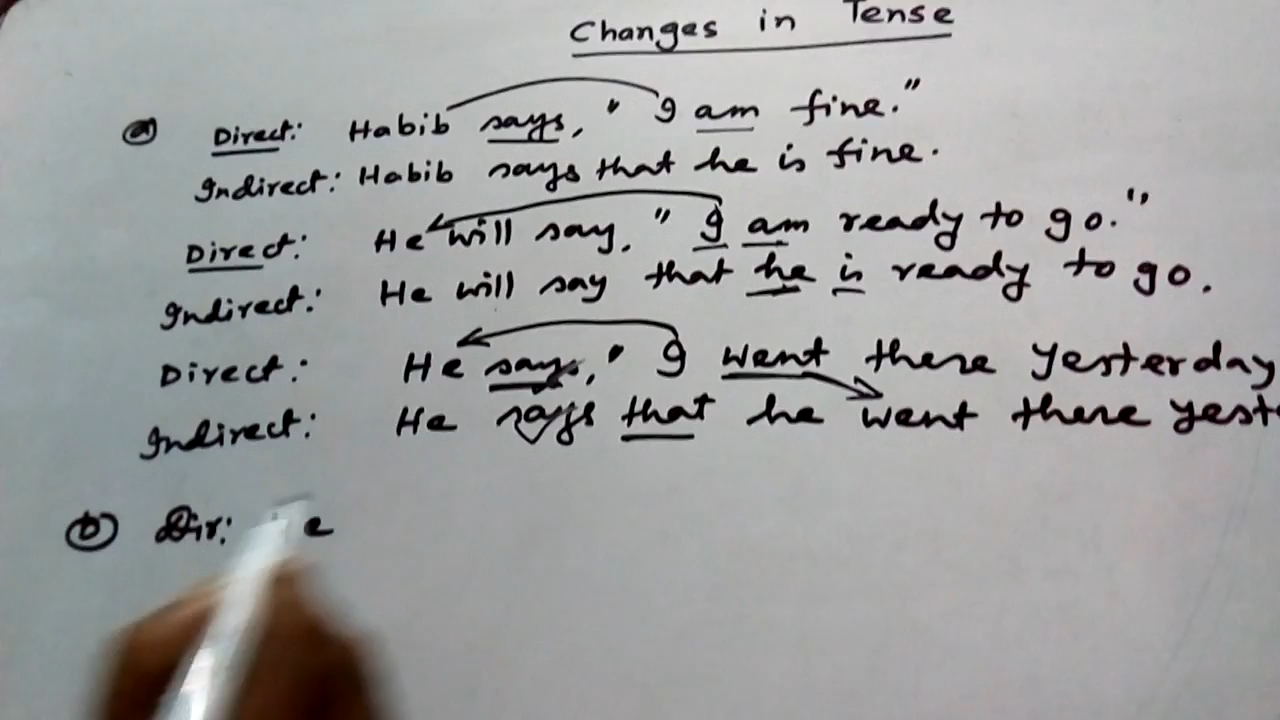 Changes in Tense
(a) Direct: Habib says, "I am fine."
Indirect: Habib says that he is fine.
Direct: He will say, "I am ready to go."
Indirect: He will say that he is ready to go.
Direct: He says, "I went there yesterday
Indirect: He says that he went there yest
(b) Dir: